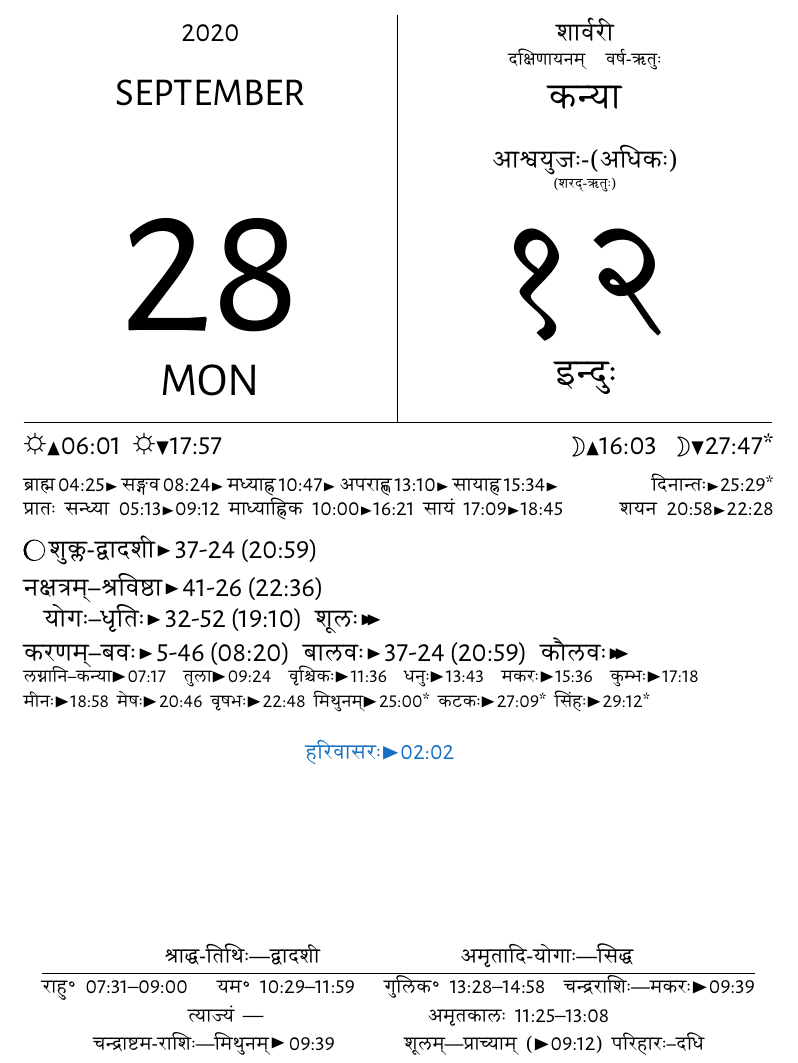 2020
SEPTEMBER
28
MON
शार्वरी
दक्षिणायनम् वर्ष-ऋतुः
कन्या
आश्वयुजः-(अधिकः)
(शरद्-ऋतुः)
१२
इन्दुः
☼▲06:01 ☼▼17:57 ☽▲16:03 ☽▼27:47*
ब्राह्म 04:25► सङ्गव 08:24► मध्याह्न 10:47► अपराह्ण 13:10► सायाह्न 15:34► दिनान्तः►25:29*
प्रातः सन्ध्या 05:13►09:12 माध्याह्निक 10:00►16:21 सायं 17:09►18:45 शयन 20:58►22:28
शुक्ल-द्वादशी►37-24 (20:59)
नक्षत्रम्–श्रविष्ठा►41-26 (22:36)
योगः–धृतिः►32-52 (19:10) शूलः►►
करणम्–बवः►5-46 (08:20) बालवः►37-24 (20:59) कौलवः►►
लग्नानि–कन्या►07:17 तुला►09:24 वृश्चिकः►11:36 धनुः►13:43 मकरः►15:36 कुम्भः►17:18
मीनः►18:58 मेषः►20:46 वृषभः►22:48 मिथुनम्►25:00* कटकः►27:09* सिंहः►29:12*
हरिवासरः►02:02
श्राद्ध-तिथिः—द्वादशी अमृतादि-योगाः—सिद्ध
राहु॰ 07:31–09:00 यम॰ 10:29–11:59 गुलिक॰ 13:28–14:58 चन्द्रराशिः—मकरः►09:39
त्याज्यं — अमृतकालः 11:25–13:08
चन्द्राष्टम-राशिः—मिथुनम्►09:39 शूलम्—प्राच्याम् (►09:12) परिहारः–दधि